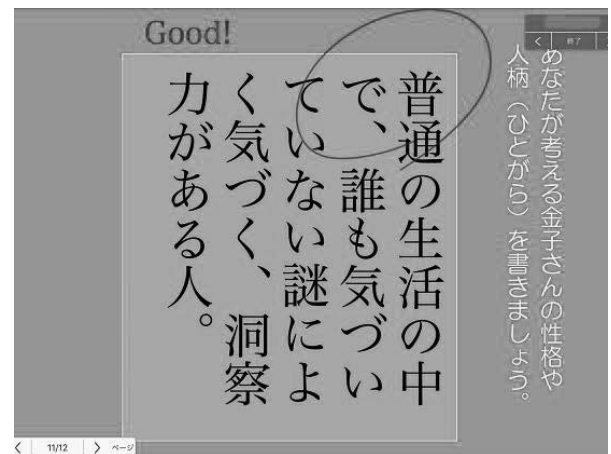 Good!
終了
あなたが考える金子さんの性格や
人柄（ひとがら）を書きましょう。
普通の生活の中
で、誰も気づい
ていない謎によ
く気づく、洞察
力がある人。
11/12
ページ